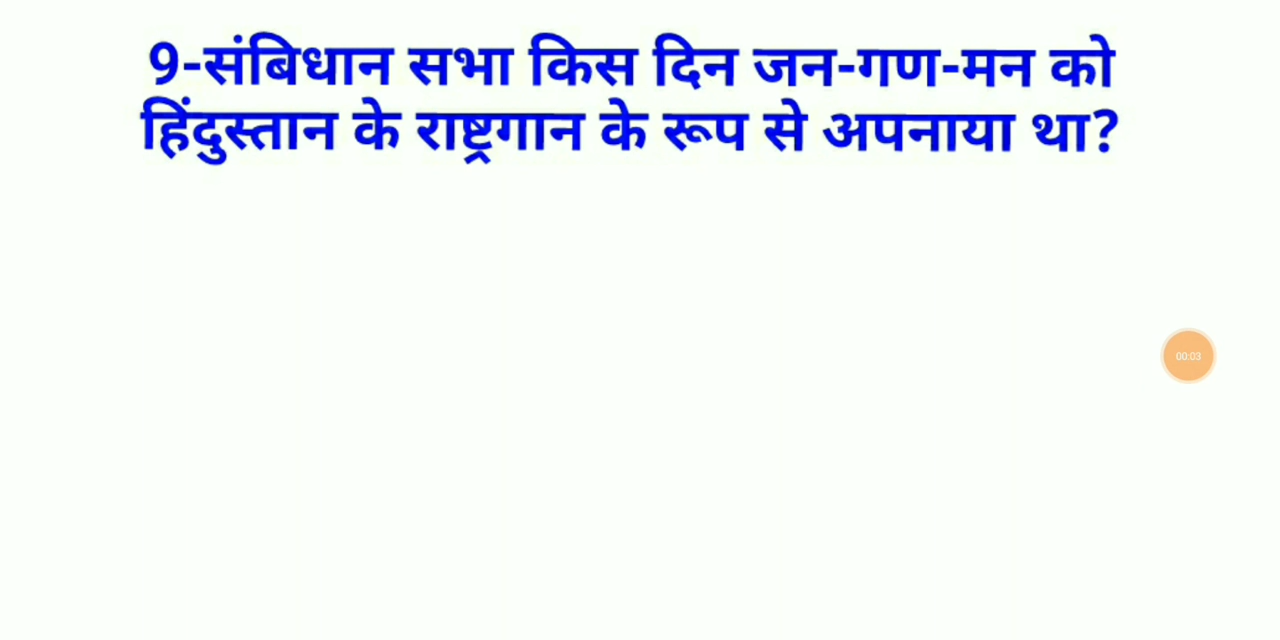 9-संबिधान सभा किस दिन जन-गण-मन को
हिंदुस्तान के राष्ट्रगान के रूप से अपनाया था?
00:03